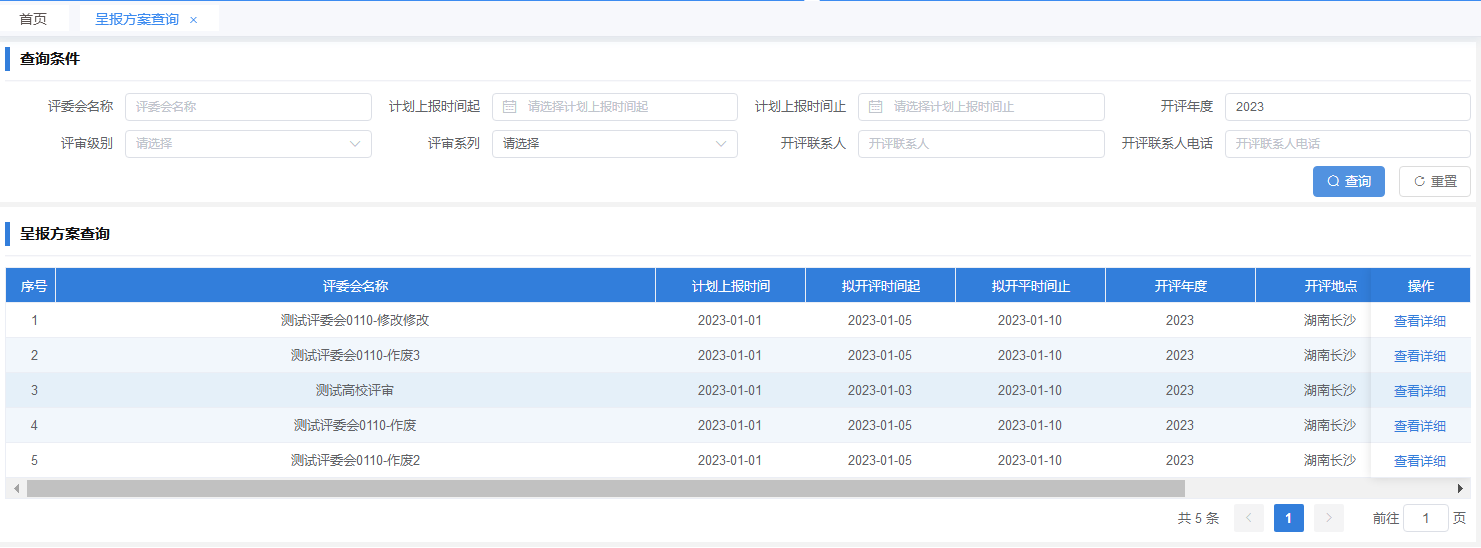 首页 呈报方案查询 ×
查询条件
评委会名称 评委会名称 计划上报时间起 请选择计划上报时间起 计划上报时间止 请选择计划上报时间止 开评年度 2023
评审级别 请选择 评审系列 请选择 开评联系人 开评联系人 开评联系人电话 开评联系人电话
查询 重置
呈报方案查询
序号 评委会名称 计划上报时间 拟开评时间起 拟开平时间止 开评年度 开评地点 操作
1 测试评委会0110-修改修改 2023-01-01 2023-01-05 2023-01-10 2023 湖南长沙 查看详细
2 测试评委会0110-作废3 2023-01-01 2023-01-05 2023-01-10 2023 湖南长沙 查看详细
3 测试高校评审 2023-01-01 2023-01-03 2023-01-10 2023 湖南长沙 查看详细
4 测试评委会0110-作废 2023-01-01 2023-01-05 2023-01-10 2023 湖南长沙 查看详细
5 测试评委会0110-作废2 2023-01-01 2023-01-05 2023-01-10 2023 湖南长沙 查看详细
共 5 条 1 前往 1 页